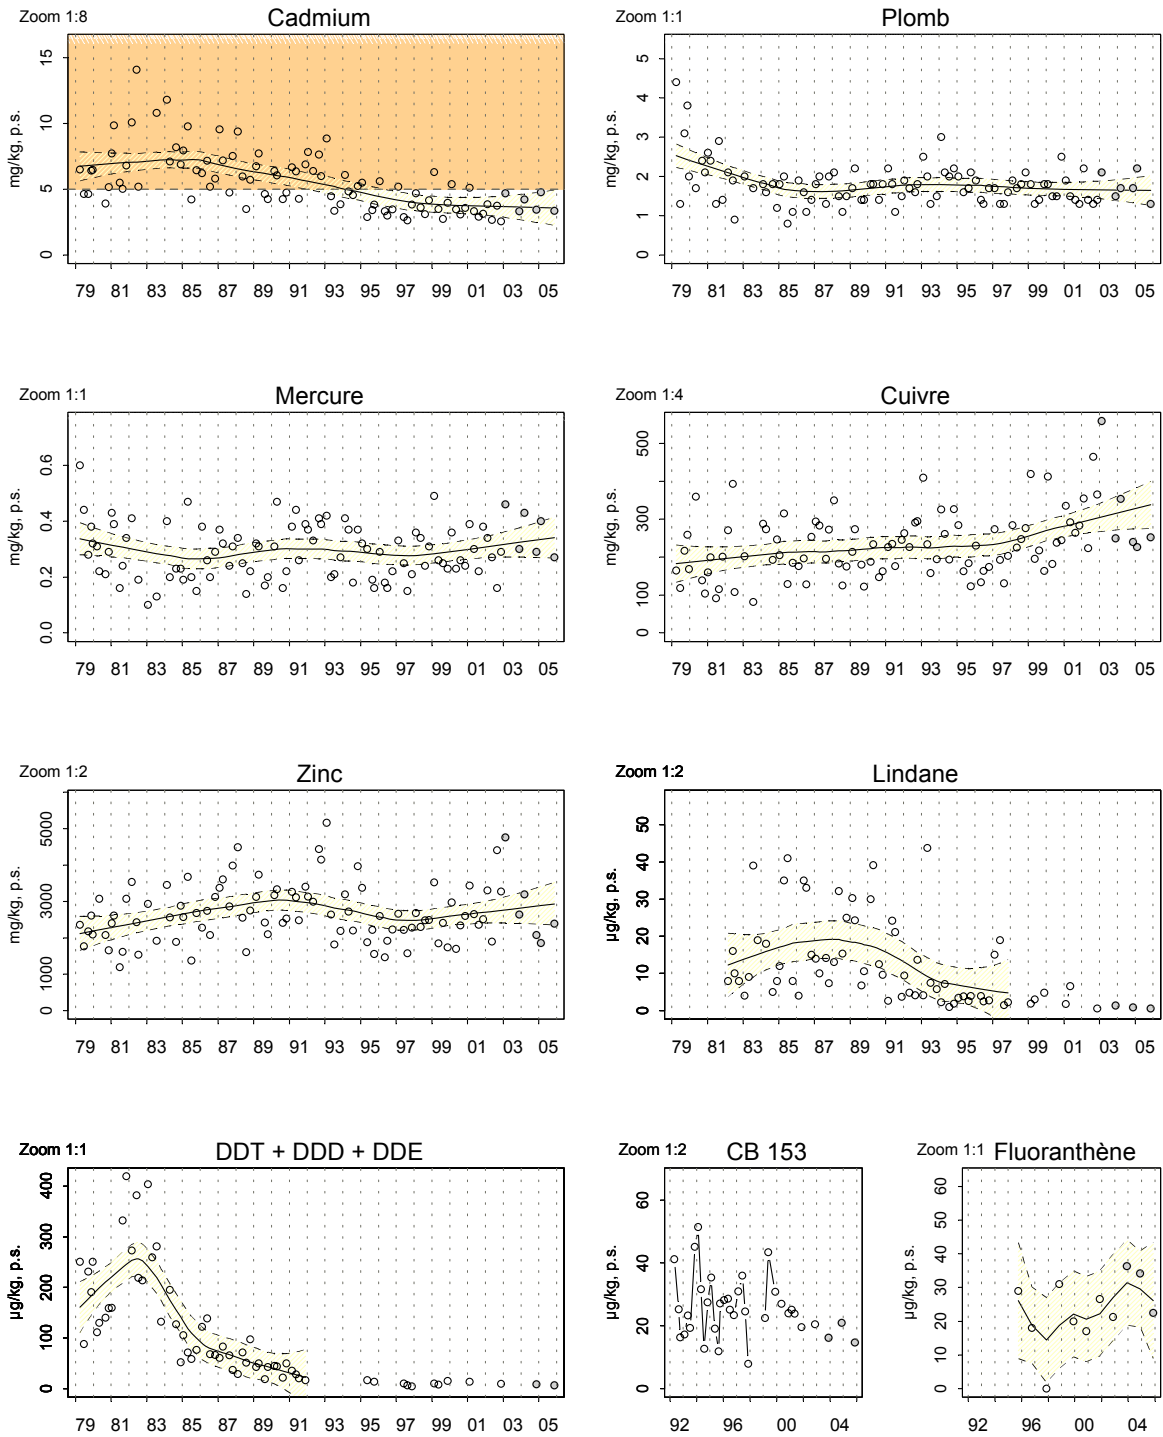 Zoom 1:8 Cadmium Zoom 1:1 Plomb
mg/kg, p.s. 0 5 10 15
mg/kg, p.s. 0 1 2 3 4 5
79 81 83 85 87 89 91 93 95 97 99 01 03 05
79 81 83 85 87 89 91 93 95 97 99 01 03 05
Zoom 1:1 Mercure Zoom 1:4 Cuivre
mg/kg, p.s. 0.0 0.2 0.4 0.6
mg/kg, p.s. 0 100 300 500
79 81 83 85 87 89 91 93 95 97 99 01 03 05
79 81 83 85 87 89 91 93 95 97 99 01 03 05
Zoom 1:2 Zinc Zoom 1:2 Lindane
mg/kg, p.s. 0 1000 3000 5000
µg/kg, p.s. 0 10 20 30 40 50
79 81 83 85 87 89 91 93 95 97 99 01 03 05
79 81 83 85 87 89 91 93 95 97 99 01 03 05
Zoom 1:1 DDT + DDD + DDE Zoom 1:2 CB 153 Zoom 1:1 Fluoranthène
µg/kg, p.s. 0 100 200 300 400
µg/kg, p.s. 0 20 40 60
µg/kg, p.s. 0 10 20 30 40 50 60
79 81 83 85 87 89 91 93 95 97 99 01 03 05
92 96 00 04
92 96 00 04